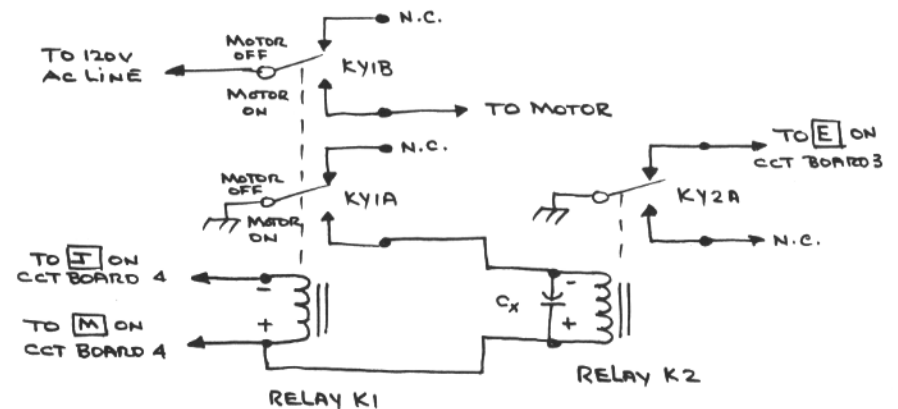 N.C.
MOTOR
OFF
TO 120V
AC LINE
KY1B
MOTOR
ON
TO MOTOR
N.C.
TO E ON
CCT BOARD 3
MOTOR
OFF
KY1A
KY2A
MOTOR
ON
N.C.
TO J ON
CCT BOARD 4
-
+
Cx
-
+
TO M ON
CCT BOARD 4
RELAY K1
RELAY K2